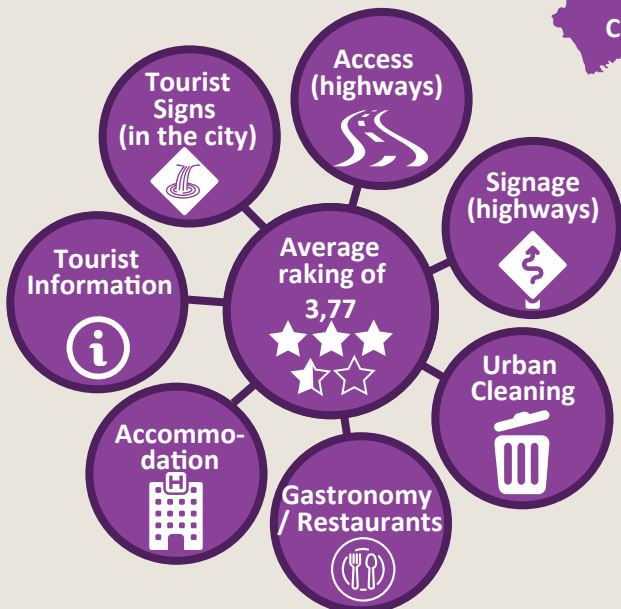 C
Access
(highways)
Tourist
Signs
(in the city)
Signage
(highways)
Average
raking of
3,77
Tourist
Information
Urban
Cleaning
Accommo-
dation
H
Gastronomy
/ Restaurants